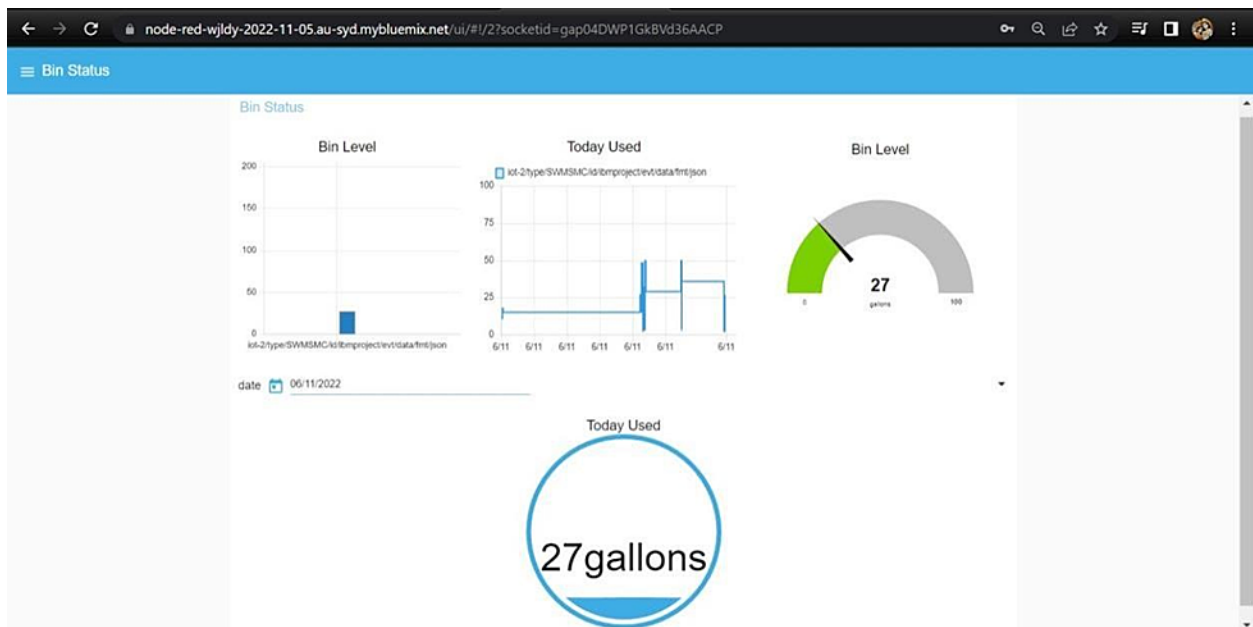 node-red-wjldy-2022-11-05.au-syd.mybluemix.net/ui/#!/2?socketid=gap04DWP1GkBVd36AACP
Bin Status
Bin Status
Bin Level
200
150
100
50
0
iot-2/type/SWMSMC/id/ibmproject/evt/data/fmt/json
Today Used
iot-2/type/SWMSMC/id/ibmproject/evt/data/fmt/json
100
75
50
25
0
6/11 6/11 6/11 6/11 6/11 6/11 6/11
Bin Level
27
gallons
0 100
date 06/11/2022
Today Used
27gallons